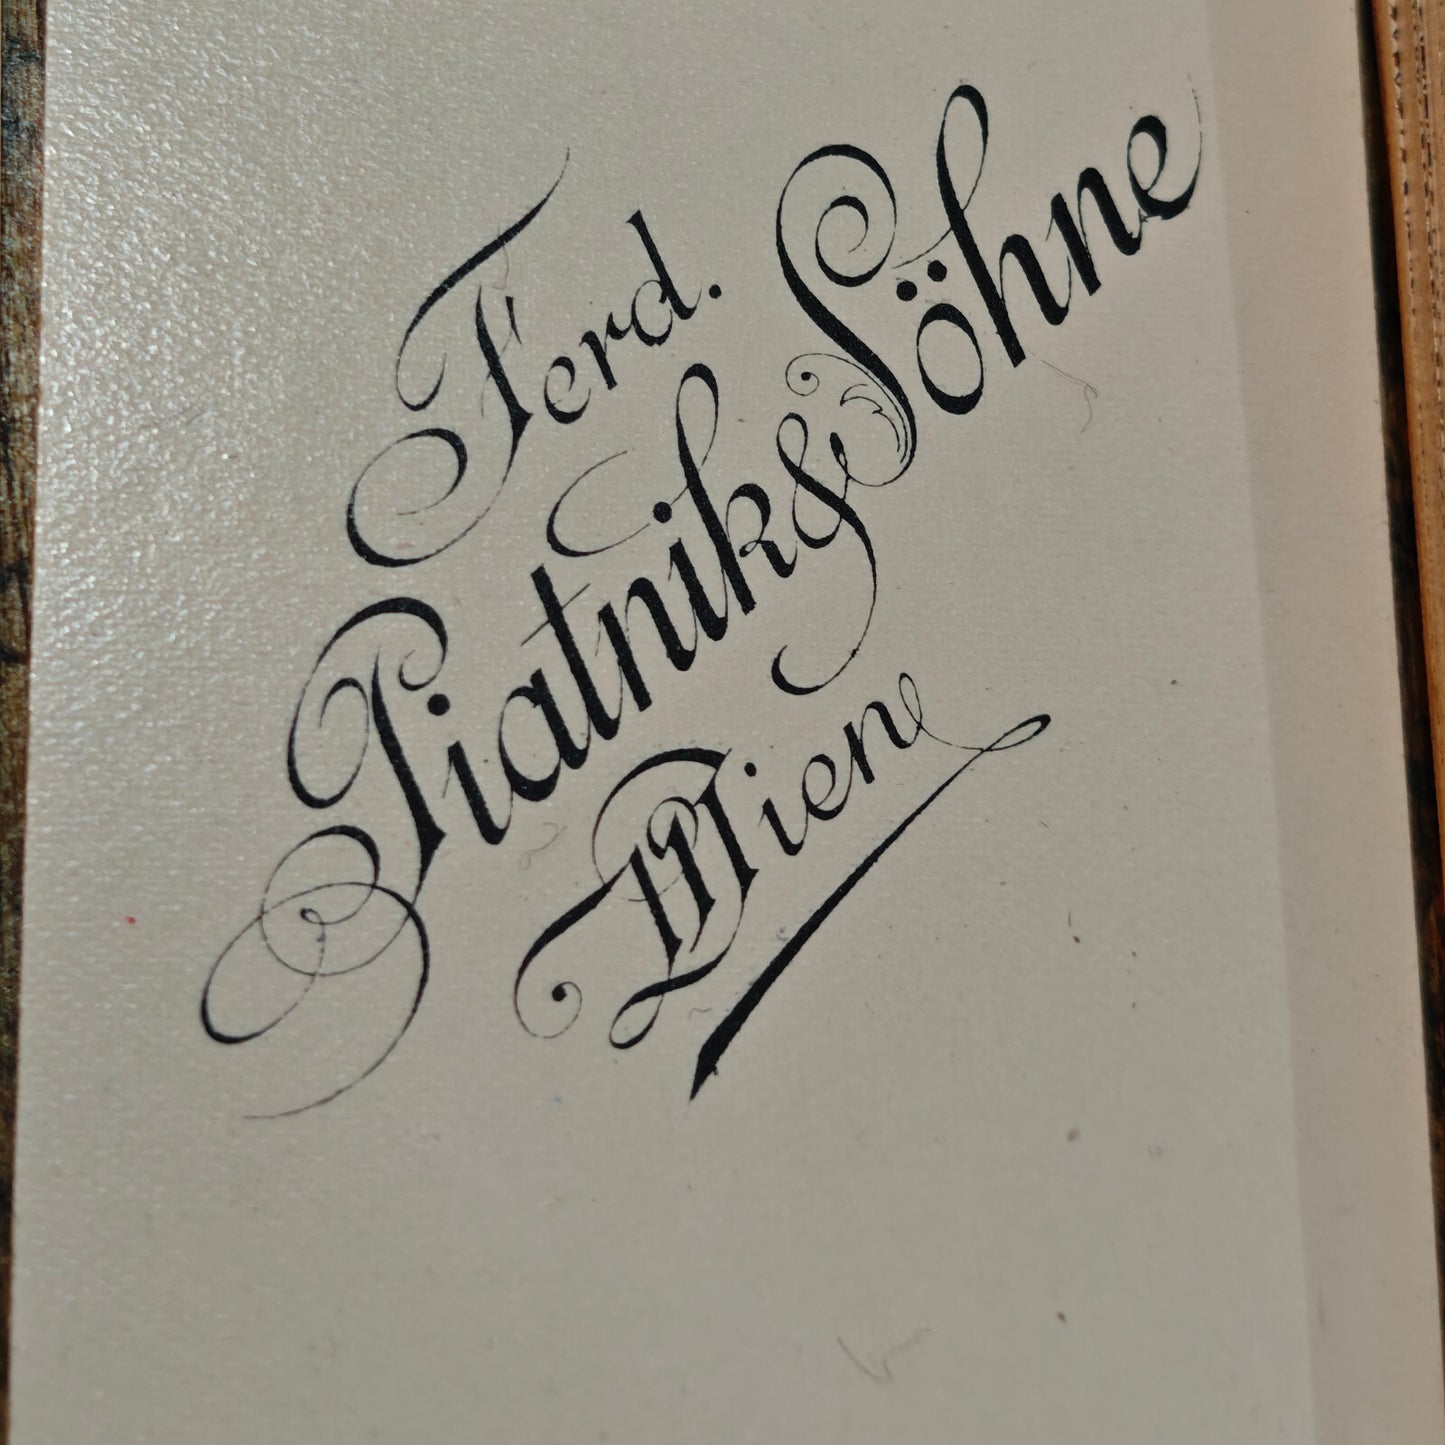 Ferd.
Piatnik & Söhne
Wien